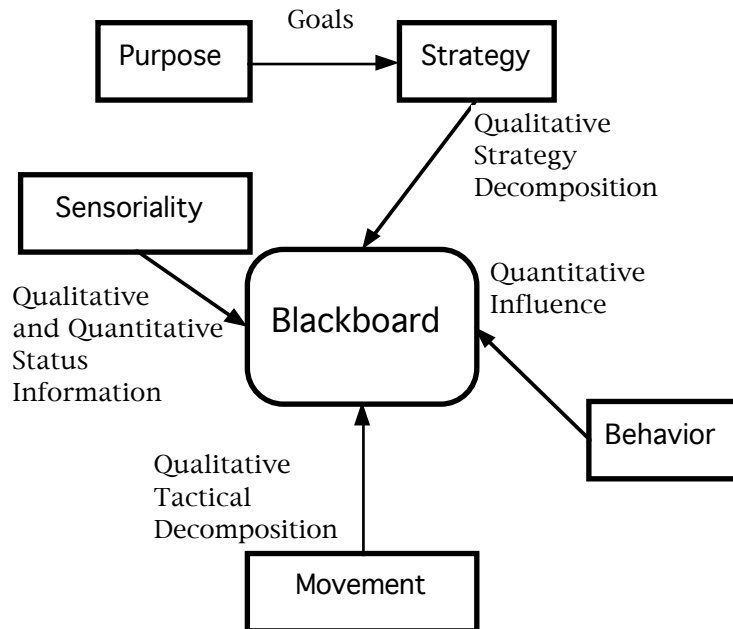 Goals
Purpose
Strategy
Qualitative
Strategy
Decomposition
Sensoriality
Qualitative
and Quantitative
Status
Information
Blackboard
Quantitative
Influence
Behavior
Qualitative
Tactical
Decomposition
Movement